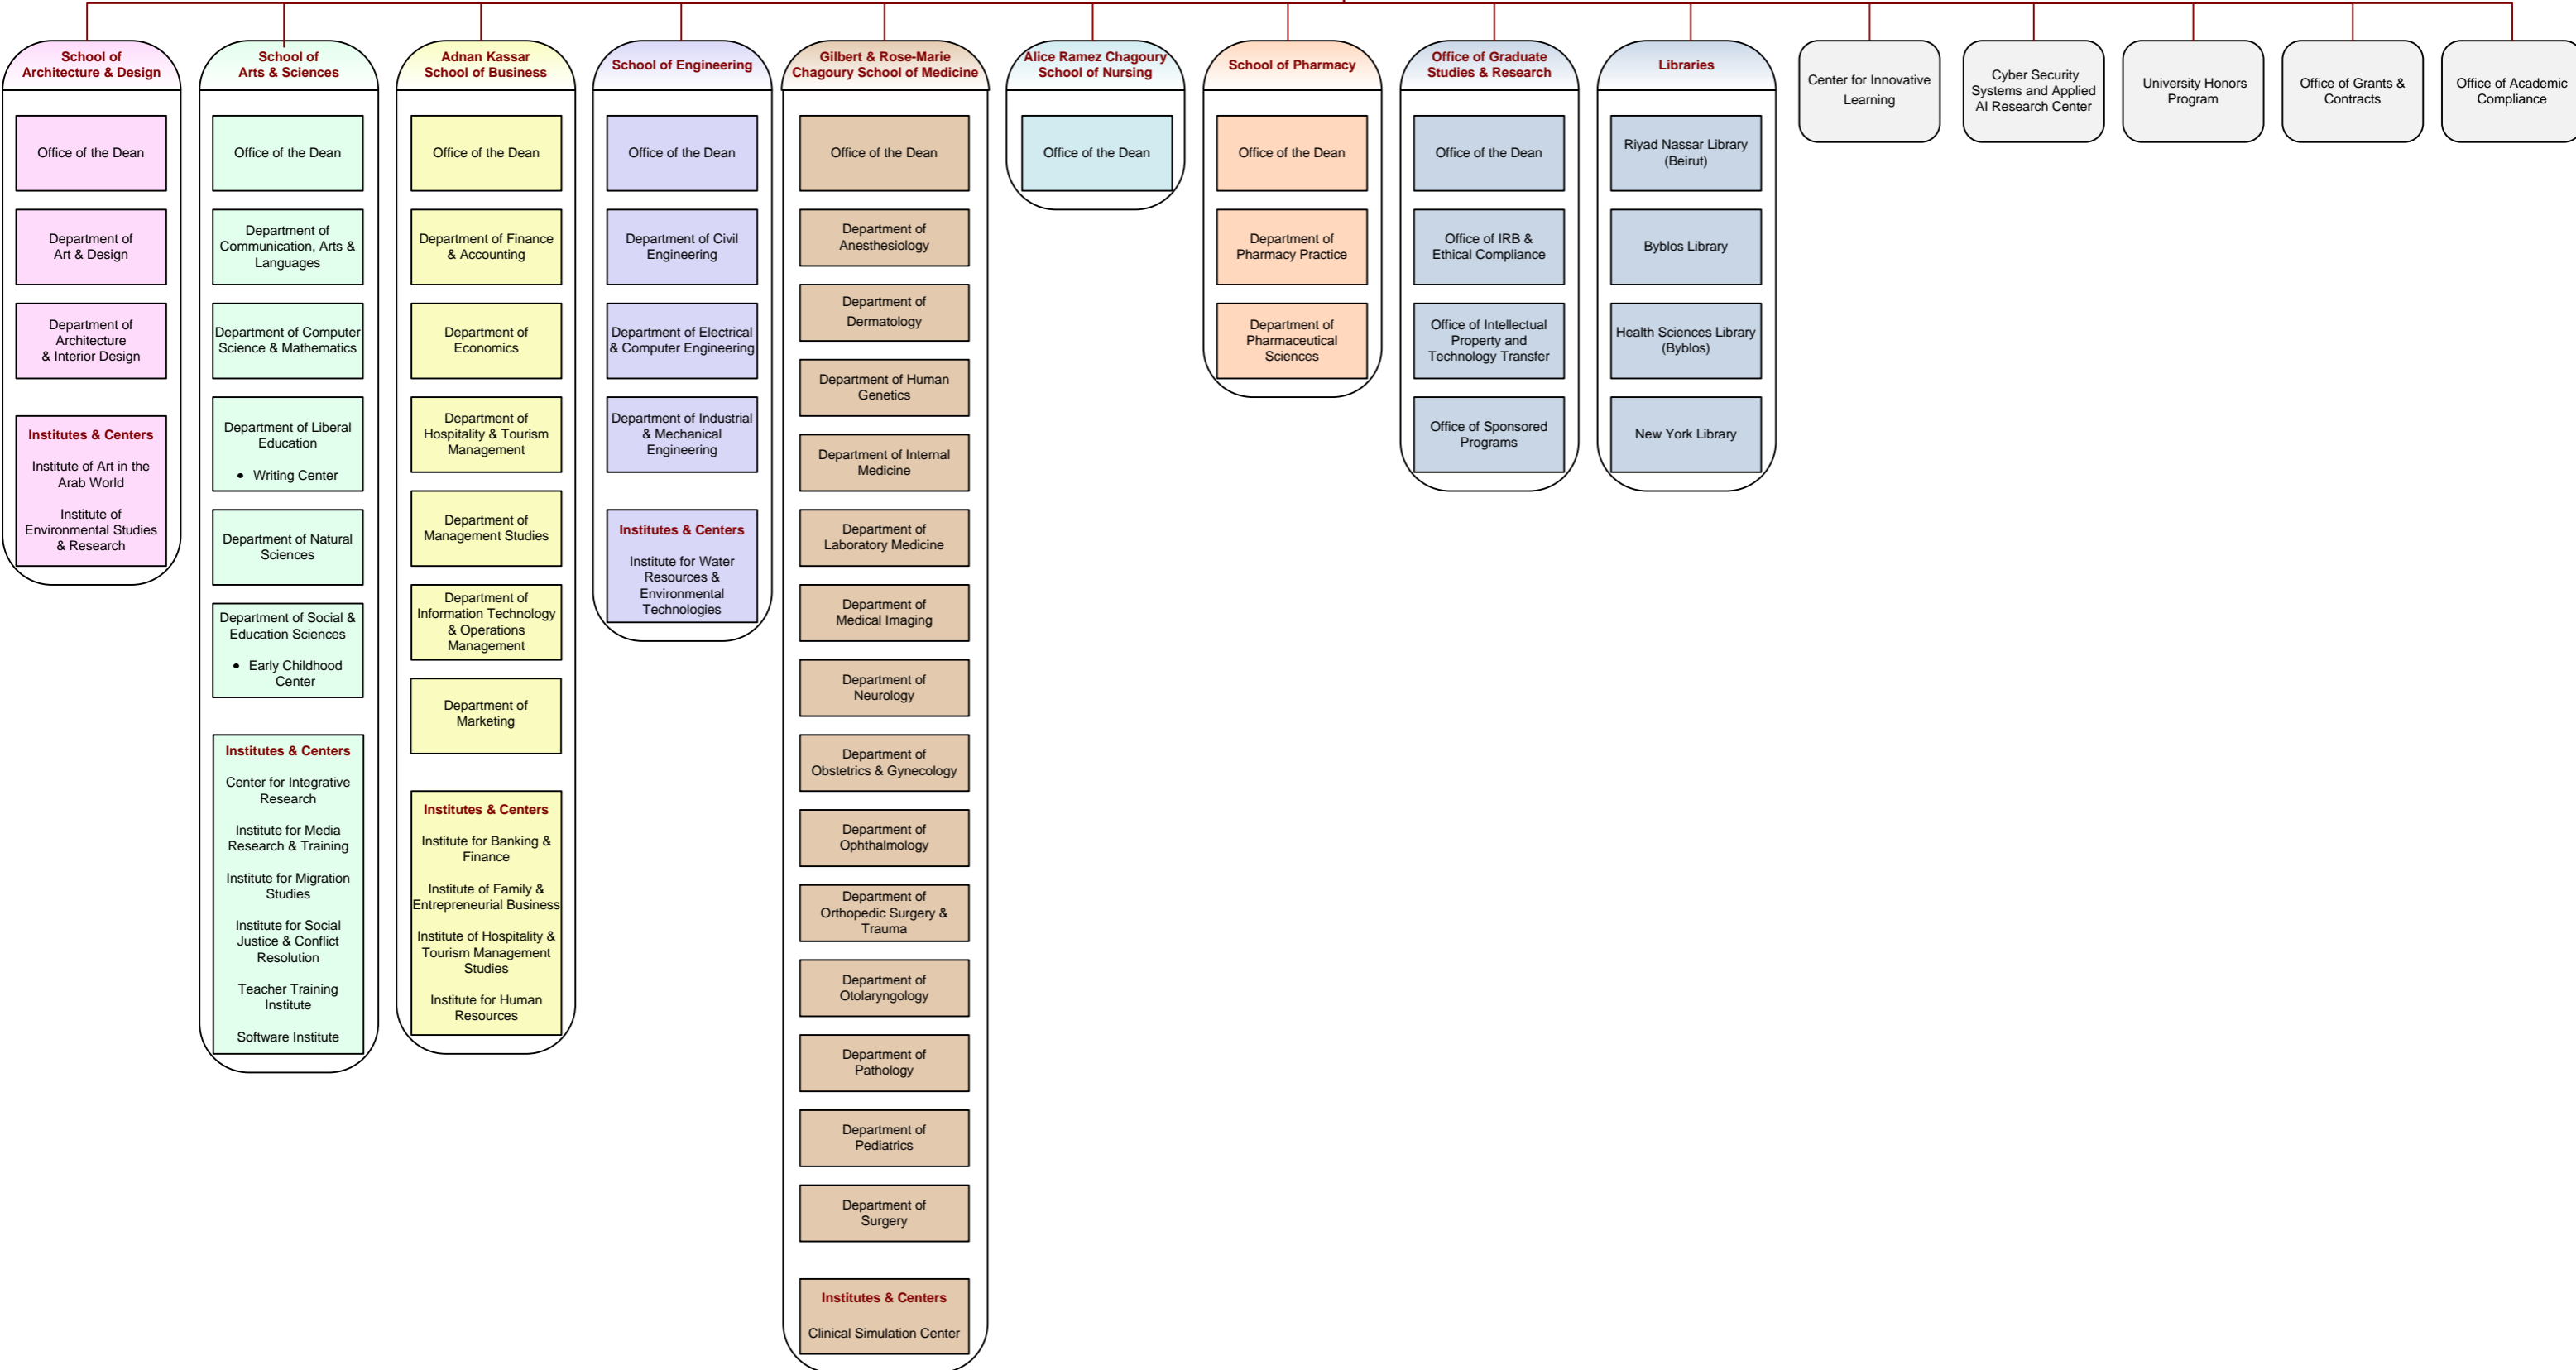 School of
Architecture & Design
Office of the Dean
Department of
Art & Design
Department of
Architecture
& Interior Design
Institutes & Centers
Institute of Art in the
Arab World
Institute of
Environmental Studies
& Research
School of
Arts & Sciences
Office of the Dean
Department of
Communication, Arts &
Languages
Department of Computer
Science & Mathematics
Department of Liberal
Education
• Writing Center
Department of Natural
Sciences
Department of Social &
Education Sciences
• Early Childhood
Center
Institutes & Centers
Center for Integrative
Research
Institute for Media
Research & Training
Institute for Migration
Studies
Institute for Social
Justice & Conflict
Resolution
Teacher Training
Institute
Software Institute
Adnan Kassar
School of Business
Office of the Dean
Department of Finance
& Accounting
Department of
Economics
Department of
Hospitality & Tourism
Management
Department of
Management Studies
Department of
Information Technology
& Operations
Management
Department of
Marketing
Institutes & Centers
Institute for Banking &
Finance
Institute of Family &
Entrepreneurial Business
Institute of Hospitality &
Tourism Management
Studies
Institute for Human
Resources
School of Engineering
Office of the Dean
Department of Civil
Engineering
Department of Electrical
& Computer Engineering
Department of Industrial
& Mechanical
Engineering
Institutes & Centers
Institute for Water
Resources &
Environmental
Technologies
Gilbert & Rose-Marie
Chagoury School of Medicine
Office of the Dean
Department of
Anesthesiology
Department of
Dermatology
Department of Human
Genetics
Department of Internal
Medicine
Department of
Laboratory Medicine
Department of
Medical Imaging
Department of
Neurology
Department of
Obstetrics & Gynecology
Department of
Ophthalmology
Department of
Orthopedic Surgery &
Trauma
Department of
Otolaryngology
Department of
Pathology
Department of
Pediatrics
Department of
Surgery
Institutes & Centers
Clinical Simulation Center
Alice Ramez Chagoury
School of Nursing
Office of the Dean
School of Pharmacy
Office of the Dean
Department of
Pharmacy Practice
Department of
Pharmaceutical
Sciences
Office of Graduate
Studies & Research
Office of the Dean
Office of IRB &
Ethical Compliance
Office of Intellectual
Property and
Technology Transfer
Office of Sponsored
Programs
Libraries
Riyad Nassar Library
(Beirut)
Byblos Library
Health Sciences Library
(Byblos)
New York Library
Center for Innovative
Learning
Cyber Security
Systems and Applied
AI Research Center
University Honors
Program
Office of Grants &
Contracts
Office of Academic
Compliance